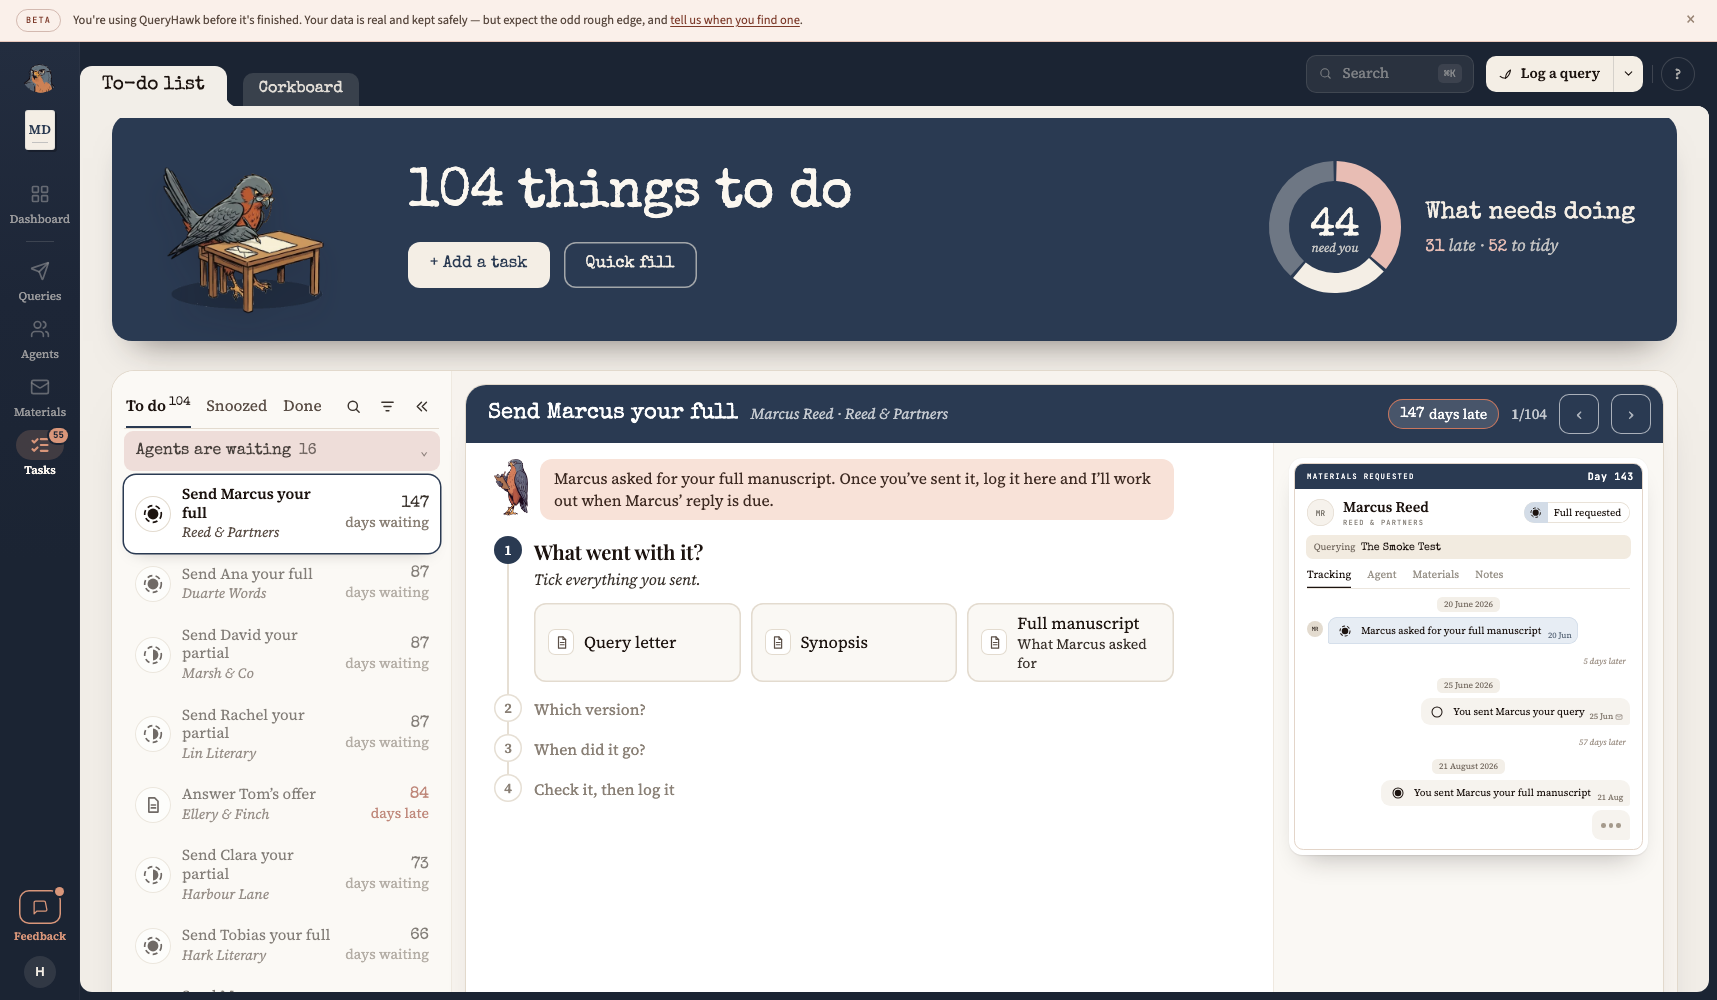 BETA
You're using QueryHawk before it's finished. Your data is real and kept safely — but expect the odd rough edge, and tell us when you find one.
×
To-do list
Corkboard
Search
⌘K
Log a query
?
MD
Dashboard
Queries
Agents
Materials
55
Tasks
Feedback
H
104 things to do
+ Add a task
Quick fill
44
need you
What needs doing
31 late · 52 to tidy
To do 104
Snoozed
Done
Agents are waiting 16
Send Marcus your
full
Reed & Partners
147
days waiting
Send Ana your full
Duarte Words
87
days waiting
Send David your
partial
Marsh & Co
87
days waiting
Send Rachel your
partial
Lin Literary
87
days waiting
Answer Tom’s offer
Ellery & Finch
84
days late
Send Clara your
partial
Harbour Lane
73
days waiting
Send Tobias your full
Hark Literary
66
days waiting
Send Marcus your full
Marcus Reed · Reed & Partners
147 days late
1/104
Marcus asked for your full manuscript. Once you’ve sent it, log it here and I’ll work
out when Marcus’ reply is due.
1
What went with it?
Tick everything you sent.
Query letter
Synopsis
Full manuscript
What Marcus asked
for
2
Which version?
3
When did it go?
4
Check it, then log it
MATERIALS REQUESTED
Day 143
MR
Marcus Reed
REED & PARTNERS
Full requested
Querying The Smoke Test
Tracking
Agent
Materials
Notes
20 June 2026
MR
Marcus asked for your full manuscript
20 Jun
5 days later
25 June 2026
You sent Marcus your query
25 Jun
57 days later
21 August 2026
You sent Marcus your full manuscript
21 Aug